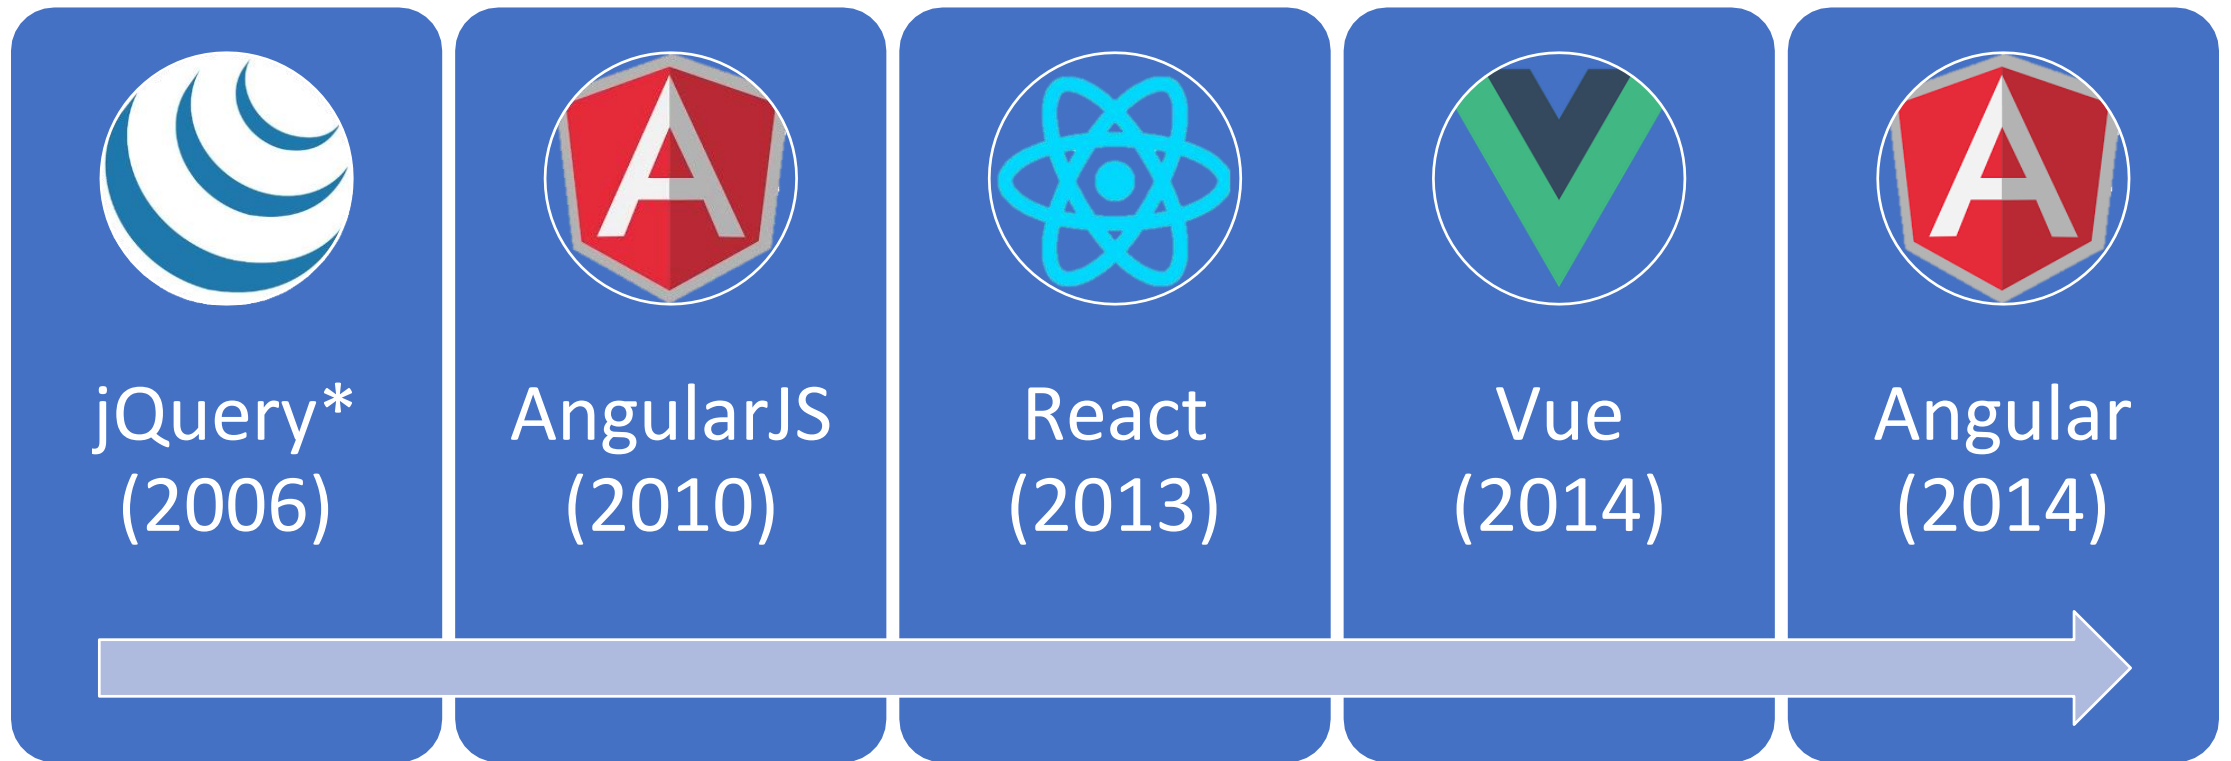 jQuery*
(2006)
AngularJS
(2010)
React
(2013)
Vue
(2014)
Angular
(2014)